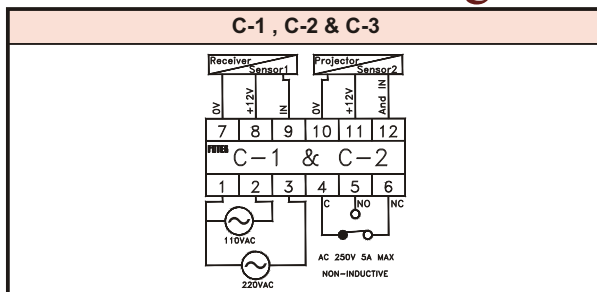 C-1 , C-2 & C-3
Receiver
Sensor1
Projector
Sensor2
0V
+12V
IN
0V
+12V
And IN
7 8 9 10 11 12
FOTEK
C-1 & C-2
1 2 3 4 5 6
C NO NC
110VAC
220VAC
AC 250V 5A MAX
NON-INDUCTIVE